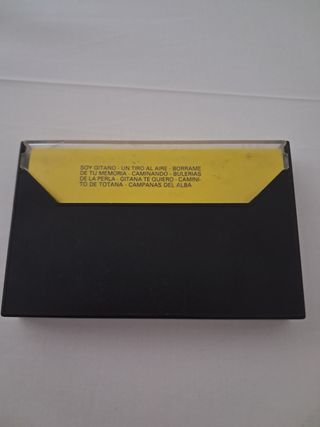 SOY GITANO - UN TIRO AL AIRE - BORRAME
DE TU MEMORIA - CAMINANDO - BULERIAS
DE LA PERLA - GITANA TE QUIERO - CAMINI-
TO DE TOTANA - CAMPANAS DEL ALBA